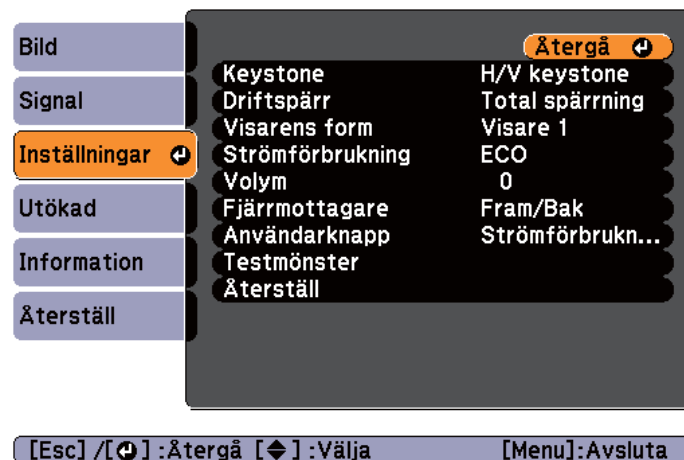 Bild
Signal
Inställningar
Utökad
Information
Återställ
Återgå
Keystone H/V keystone
Driftspärr Total spärrning
Visarens form Visare 1
Strömförbrukning ECO
Volym 0
Fjärrmottagare Fram/Bak
Användarknapp Strömförbrukn...
Testmönster
Återställ
[Esc] /[ ] :Återgå [ ] :Välja [Menu]:Avsluta